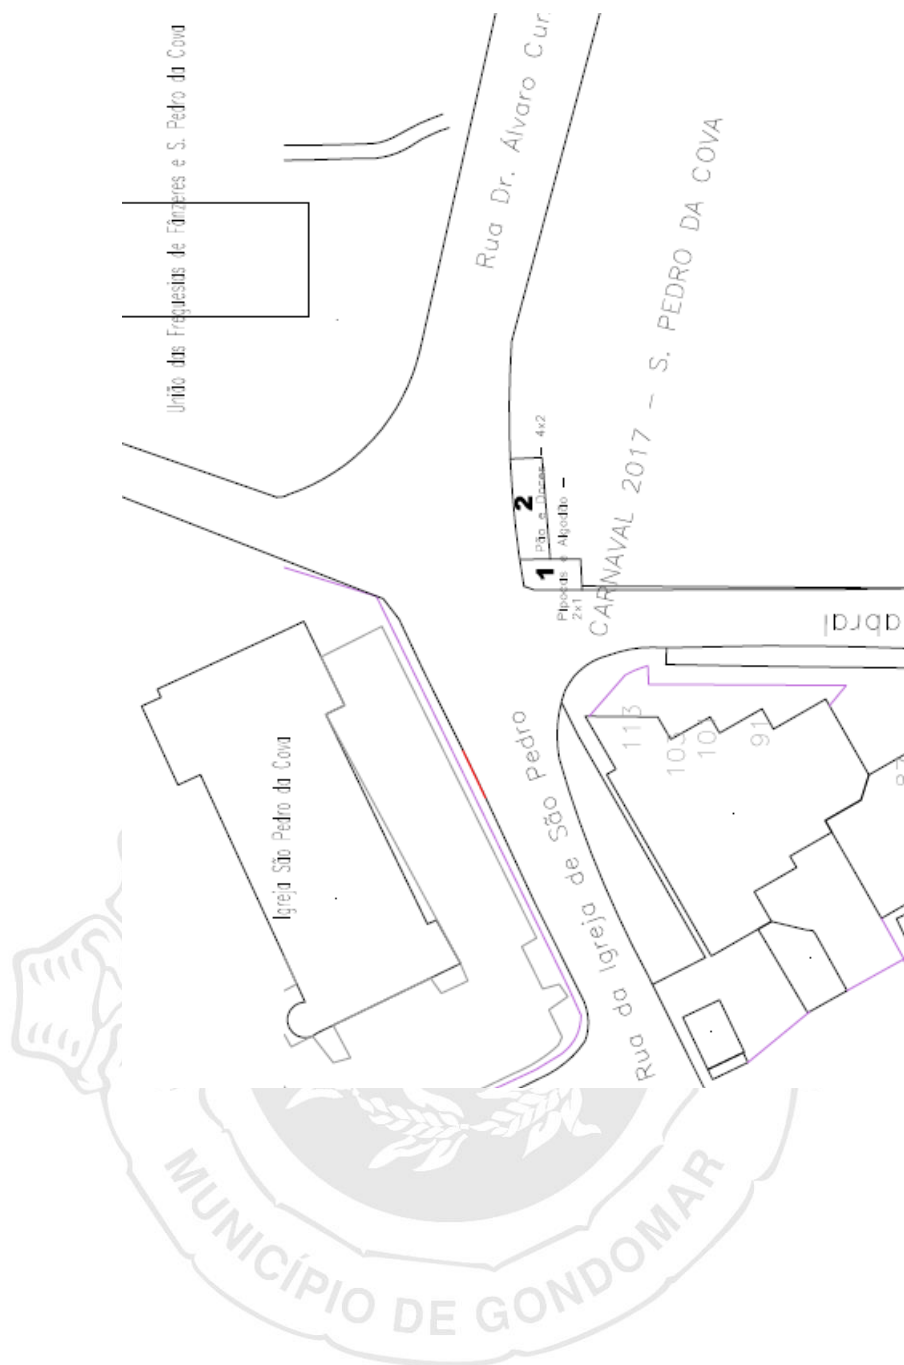 União das Freguesias de Fânzeres e S. Pedro da Cova
Rua Dr. Álvaro Cur
CARNAVAL 2017 – S. PEDRO DA COVA
2
Pão e Doces – 4x2
1
Pipocas e Algodão –
2x1
abral
Igreja São Pedro da Cova
Rua da Igreja de São Pedro
113
91
MUNICÍPIO DE GONDOMAR